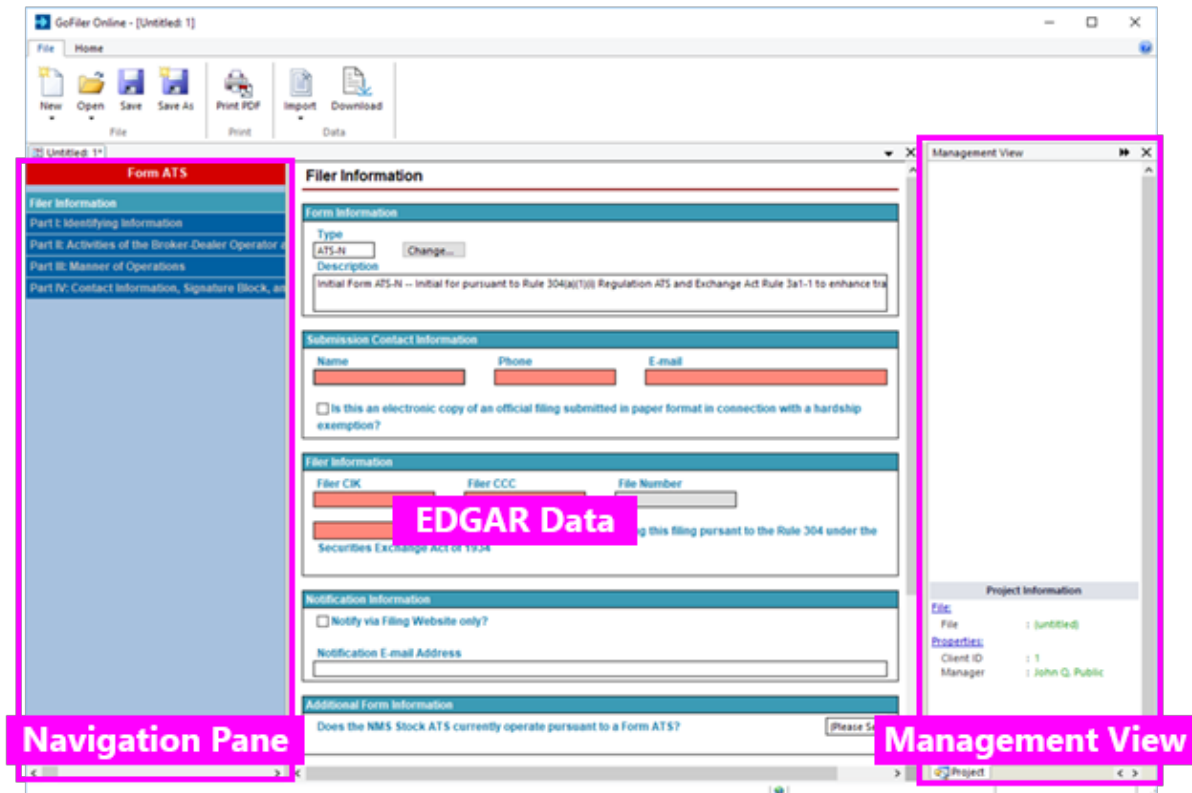 GoFiler Online - [Untitled: 1]
File Home
New Open Save Save As Print PDF Import Download
File Print Data
Untitled: 1*
Form ATS
Filer Information
Part I: Identifying Information
Part II: Activities of the Broker-Dealer Operator a
Part III: Manner of Operations
Part IV: Contact Information, Signature Block, an
Navigation Pane
Filer Information
Form Information
Type
ATS-N Change...
Description
Initial Form ATS-N -- Initial for pursuant to Rule 304(a)(1)(i) Regulation ATS and Exchange Act Rule 3a1-1 to enhance tra
Submission Contact Information
Name Phone E-mail
Is this an electronic copy of an official filing submitted in paper format in connection with a hardship
exemption?
Filer Information
Filer CIK Filer CCC File Number
EDGAR Data
this filing pursant to the Rule 304 under the
Securities Exchange Act of 1934
Notification Information
Notify via Filing Website only?
Notification E-mail Address
Additional Form Information
Does the NMS Stock ATS currently operate pursuant to a Form ATS? (Please Se
Management View
Project Information
File:
File : (untitled)
Properties:
Client ID : 1
Manager : John Q. Public
Management View
Project